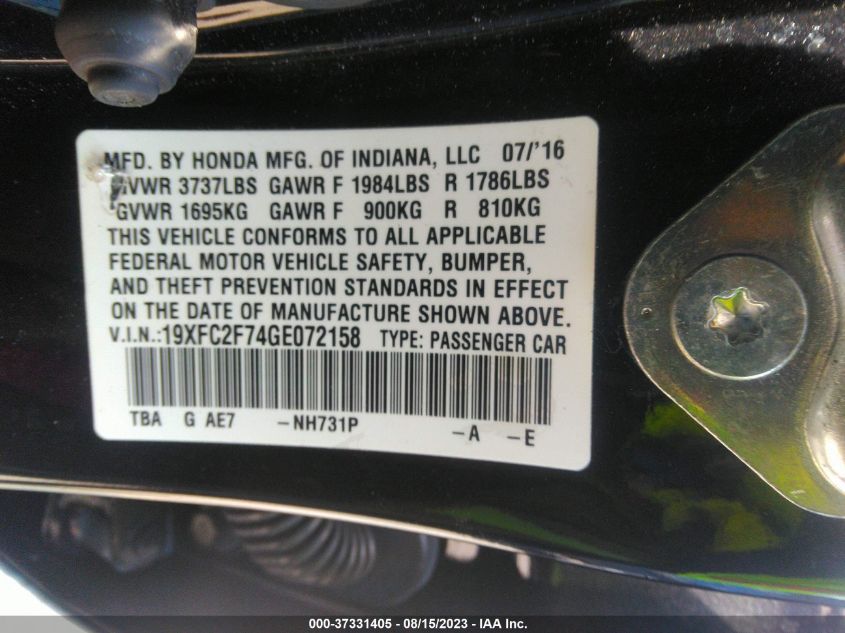 MFD. BY HONDA MFG. OF INDIANA, LLC 07/'16
GVWR 3737LBS GAWR F 1984LBS R 1786LBS
GVWR 1695KG GAWR F 900KG R 810KG
THIS VEHICLE CONFORMS TO ALL APPLICABLE
FEDERAL MOTOR VEHICLE SAFETY, BUMPER,
AND THEFT PREVENTION STANDARDS IN EFFECT
ON THE DATE OF MANUFACTURE SHOWN ABOVE.
V.I.N.:19XFC2F74GE072158 TYPE: PASSENGER CAR
TBA G AE7 -NH731P -A -E
000-37331405 - 08/15/2023 - IAA Inc.